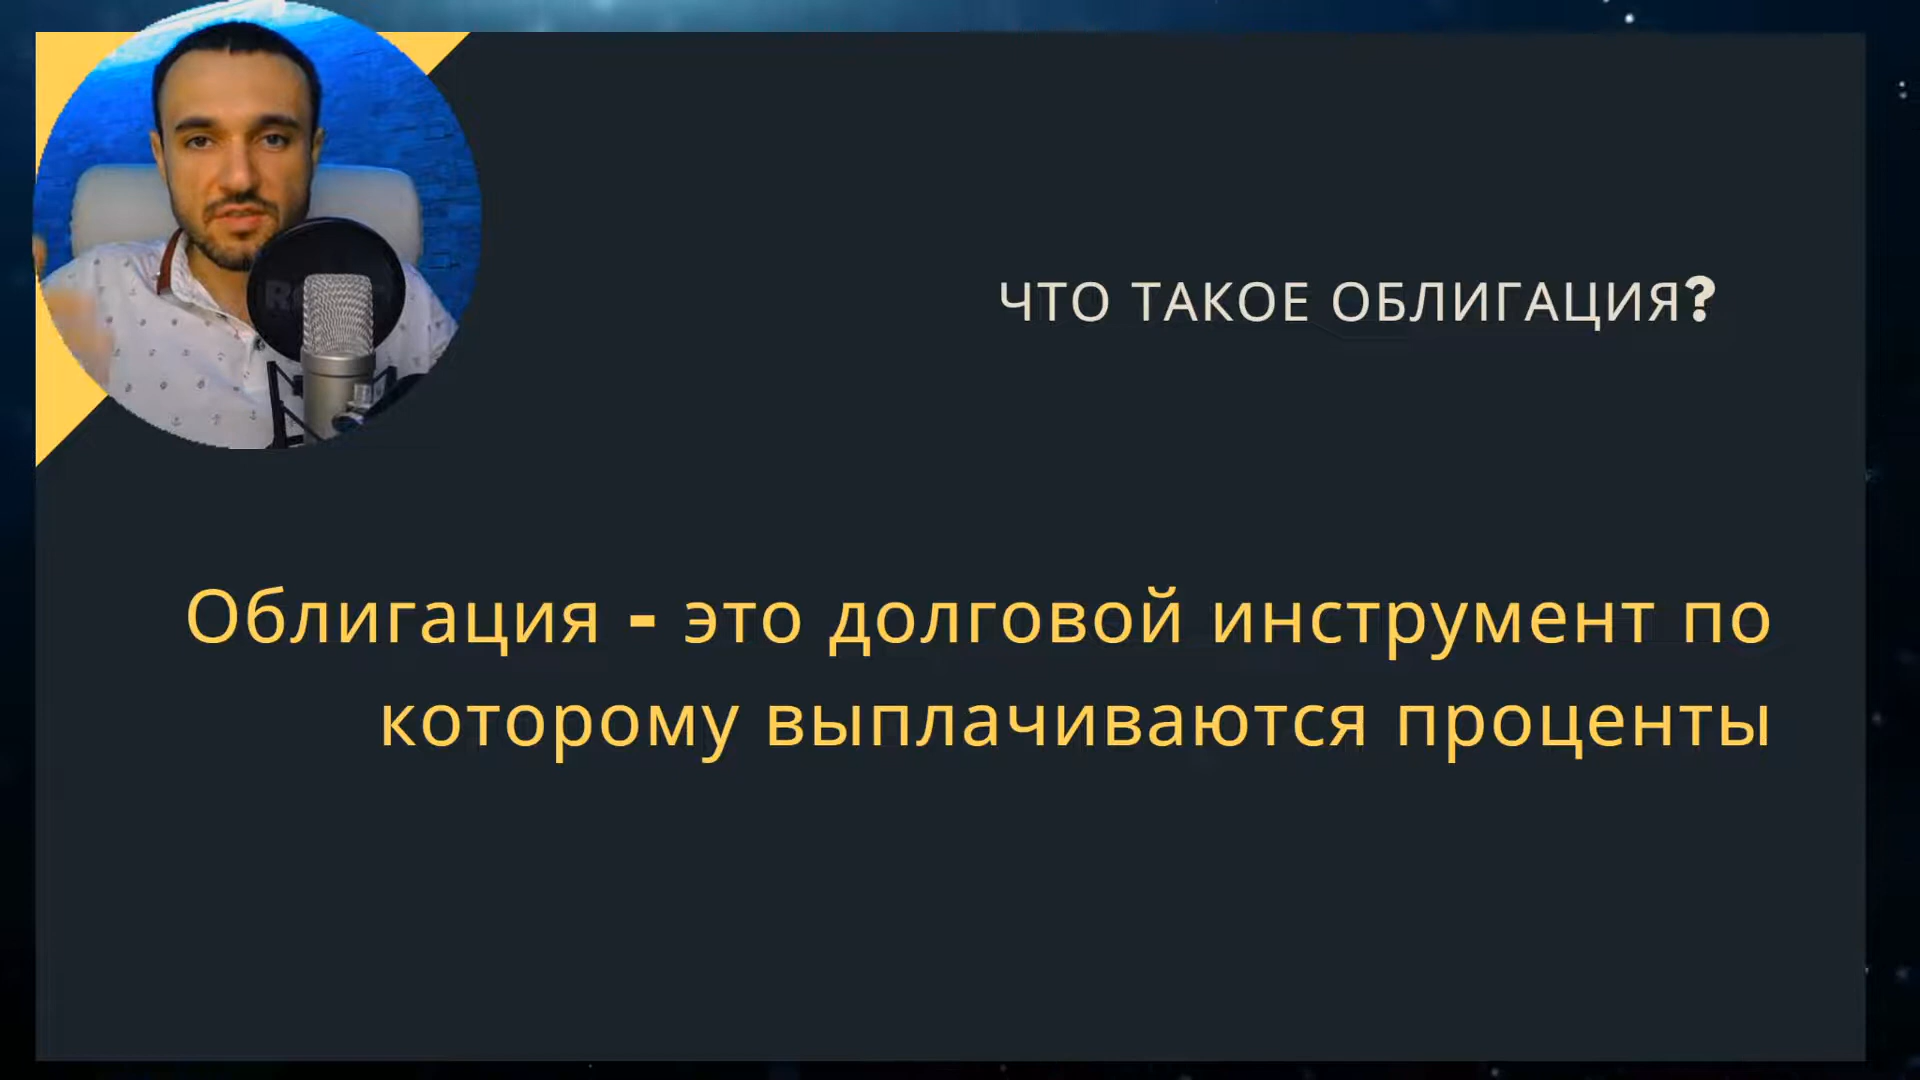 ЧТО ТАКОЕ ОБЛИГАЦИЯ?
Облигация - это долговой инструмент по
которому выплачиваются проценты